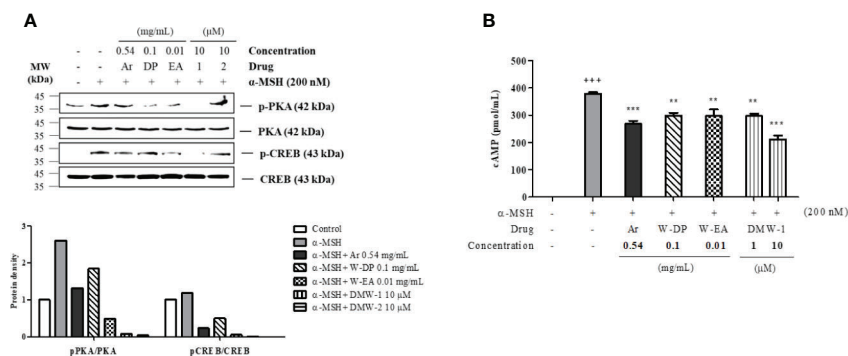 A
(mg/mL) (μM)
- - 0.54 0.1 0.01 10 10 Concentration
MW (kDa) - - Ar DP EA 1 2 Drug
- + + + + + + α-MSH (200 nM)
45
35
p-PKA (42 kDa)
45
35
PKA (42 kDa)
45
35
p-CREB (43 kDa)
45
35
CREB (43 kDa)
Protein density
3
2
1
0
pPKA/PKA pCREB/CREB
Control
α-MSH
α-MSH+ Ar 0.54 mg/mL
α-MSH+ W-DP 0.1 mg/mL
α-MSH+ W-EA 0.01 mg/mL
α-MSH+ DMW-1 10 μM
α-MSH+ DMW-2 10 μM
B
cAMP (pmol/mL)
500
400
300
200
100
0
+++
***
**
**
**
***
α-MSH - + + + + + + (200 nM)
Drug - - Ar W-DP W-EA DMW-1
Concentration - - 0.54 0.1 0.01 1 10
(mg/mL) (μM)